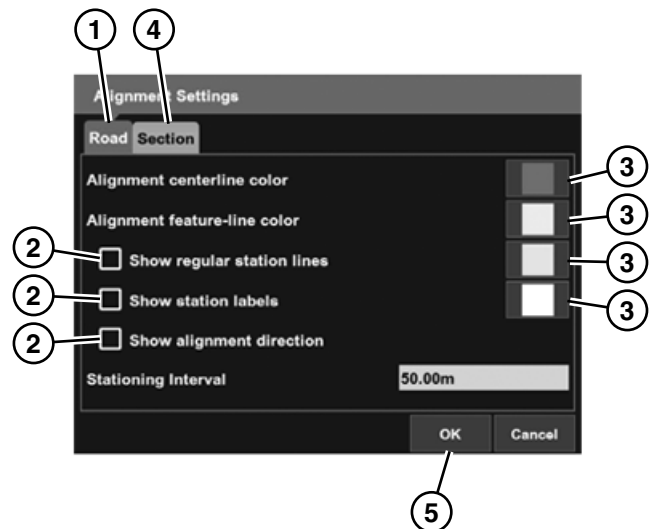 1 4
Alignment Settings
Road Section
Alignment centerline color 3
Alignment feature-line color 3
2 Show regular station lines 3
2 Show station labels 3
2 Show alignment direction
Stationing Interval 50.00m
OK Cancel
5